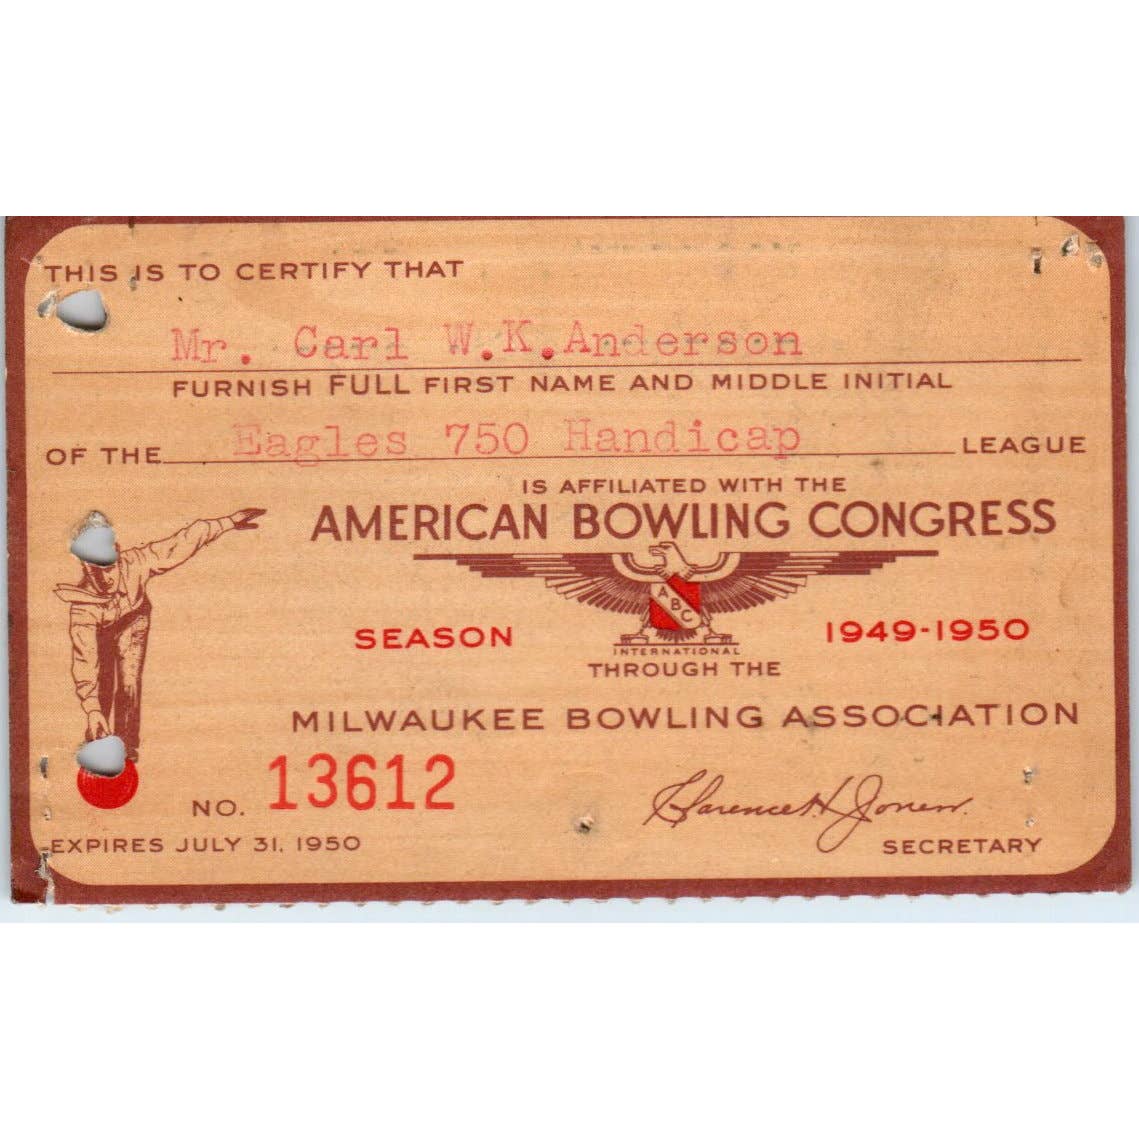 THIS IS TO CERTIFY THAT
Mr. Carl W.K.Anderson
FURNISH FULL FIRST NAME AND MIDDLE INITIAL
OF THE Eagles 750 Handicap LEAGUE
IS AFFILIATED WITH THE
AMERICAN BOWLING CONGRESS
ABC
INTERNATIONAL
SEASON 1949-1950
THROUGH THE
MILWAUKEE BOWLING ASSOCIATION
NO. 13612
Clarence H. Jonen.
EXPIRES JULY 31, 1950
SECRETARY